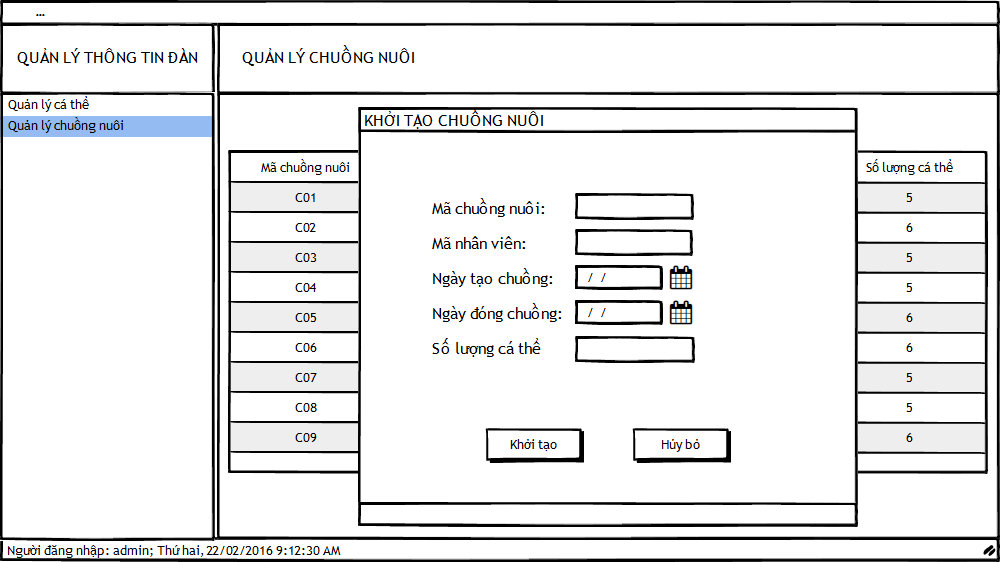 ...
QUẢN LÝ THÔNG TIN ĐÀN
QUẢN LÝ CHUỒNG NUÔI
Quản lý cá thể
Quản lý chuồng nuôi
KHỞI TẠO CHUỒNG NUÔI
Mã chuồng nuôi
Số lượng cá thể
C01
5
C02
6
C03
5
C04
5
C05
6
C06
6
C07
5
C08
5
C09
6
Mã chuồng nuôi:
Mã nhân viên:
Ngày tạo chuồng:
/ /
Ngày đóng chuồng:
/ /
Số lượng cá thể
Khởi tạo
Hủy bỏ
Người đăng nhập: admin; Thứ hai, 22/02/2016 9:12:30 AM